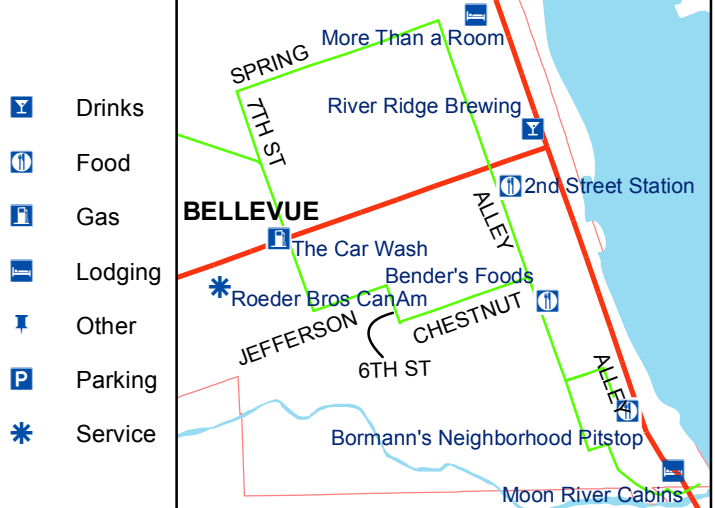 Drinks
Food
Gas
Lodging
Other
P Parking
Service
More Than a Room
SPRING
7TH ST
River Ridge Brewing
2nd Street Station
ALLEY
BELLEVUE
The Car Wash
Bender's Foods
Roeder Bros CanAm
JEFFERSON
CHESTNUT
6TH ST
ALLEY
Bormann's Neighborhood Pitstop
Moon River Cabins